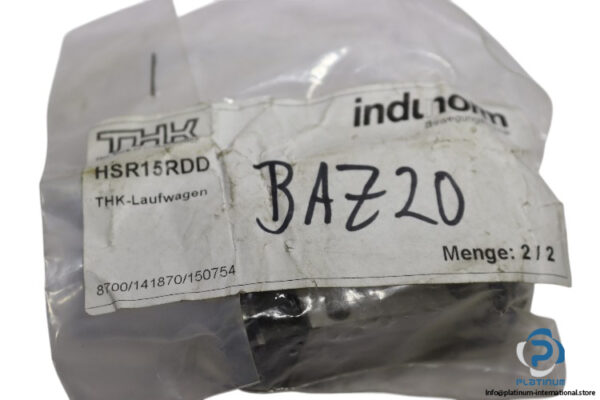 THK
indunorm
HSR15RDD
THK-Laufwagen
BAZ20
Menge: 2 / 2
8700/141870/150754
PLATINUM
info@platinum-international.store